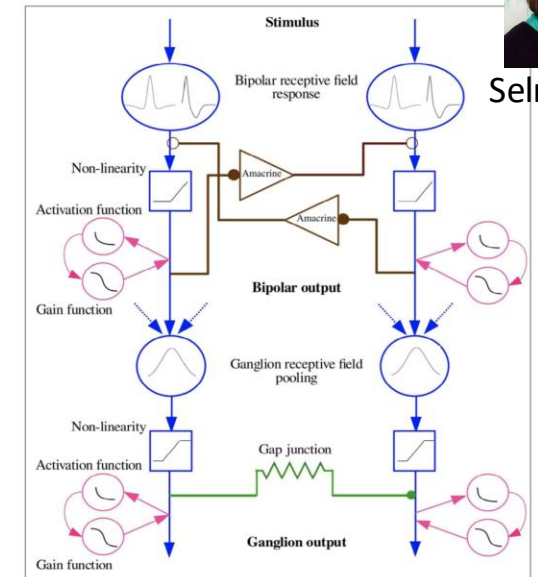 Stimulus
Bipolar receptive field
response
Seln
Non-linearity
Amacrine
Activation function
Amacrine
Gain function
Bipolar output
Ganglion receptive field
pooling
Non-linearity
Gap junction
Activation function
Ganglion output
Gain function